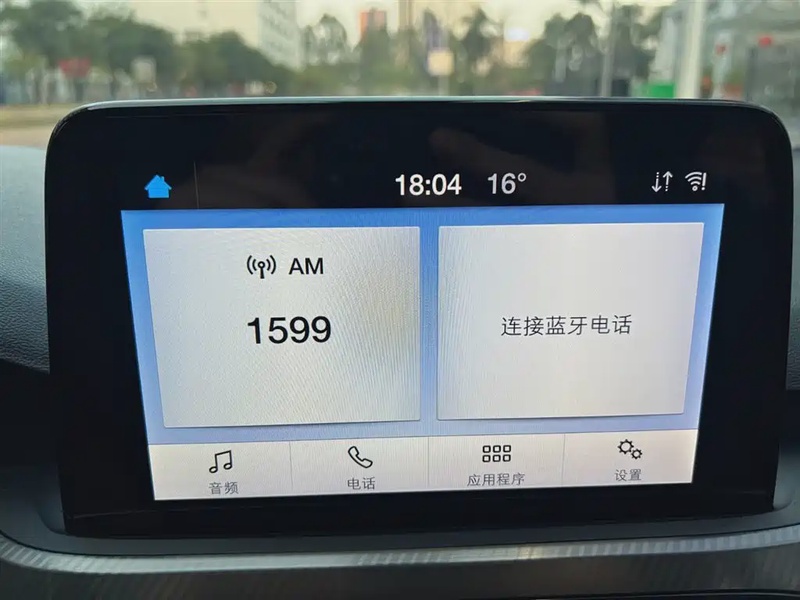 18:04 16°
AM
1599
连接蓝牙电话
音频
电话
应用程序
设置